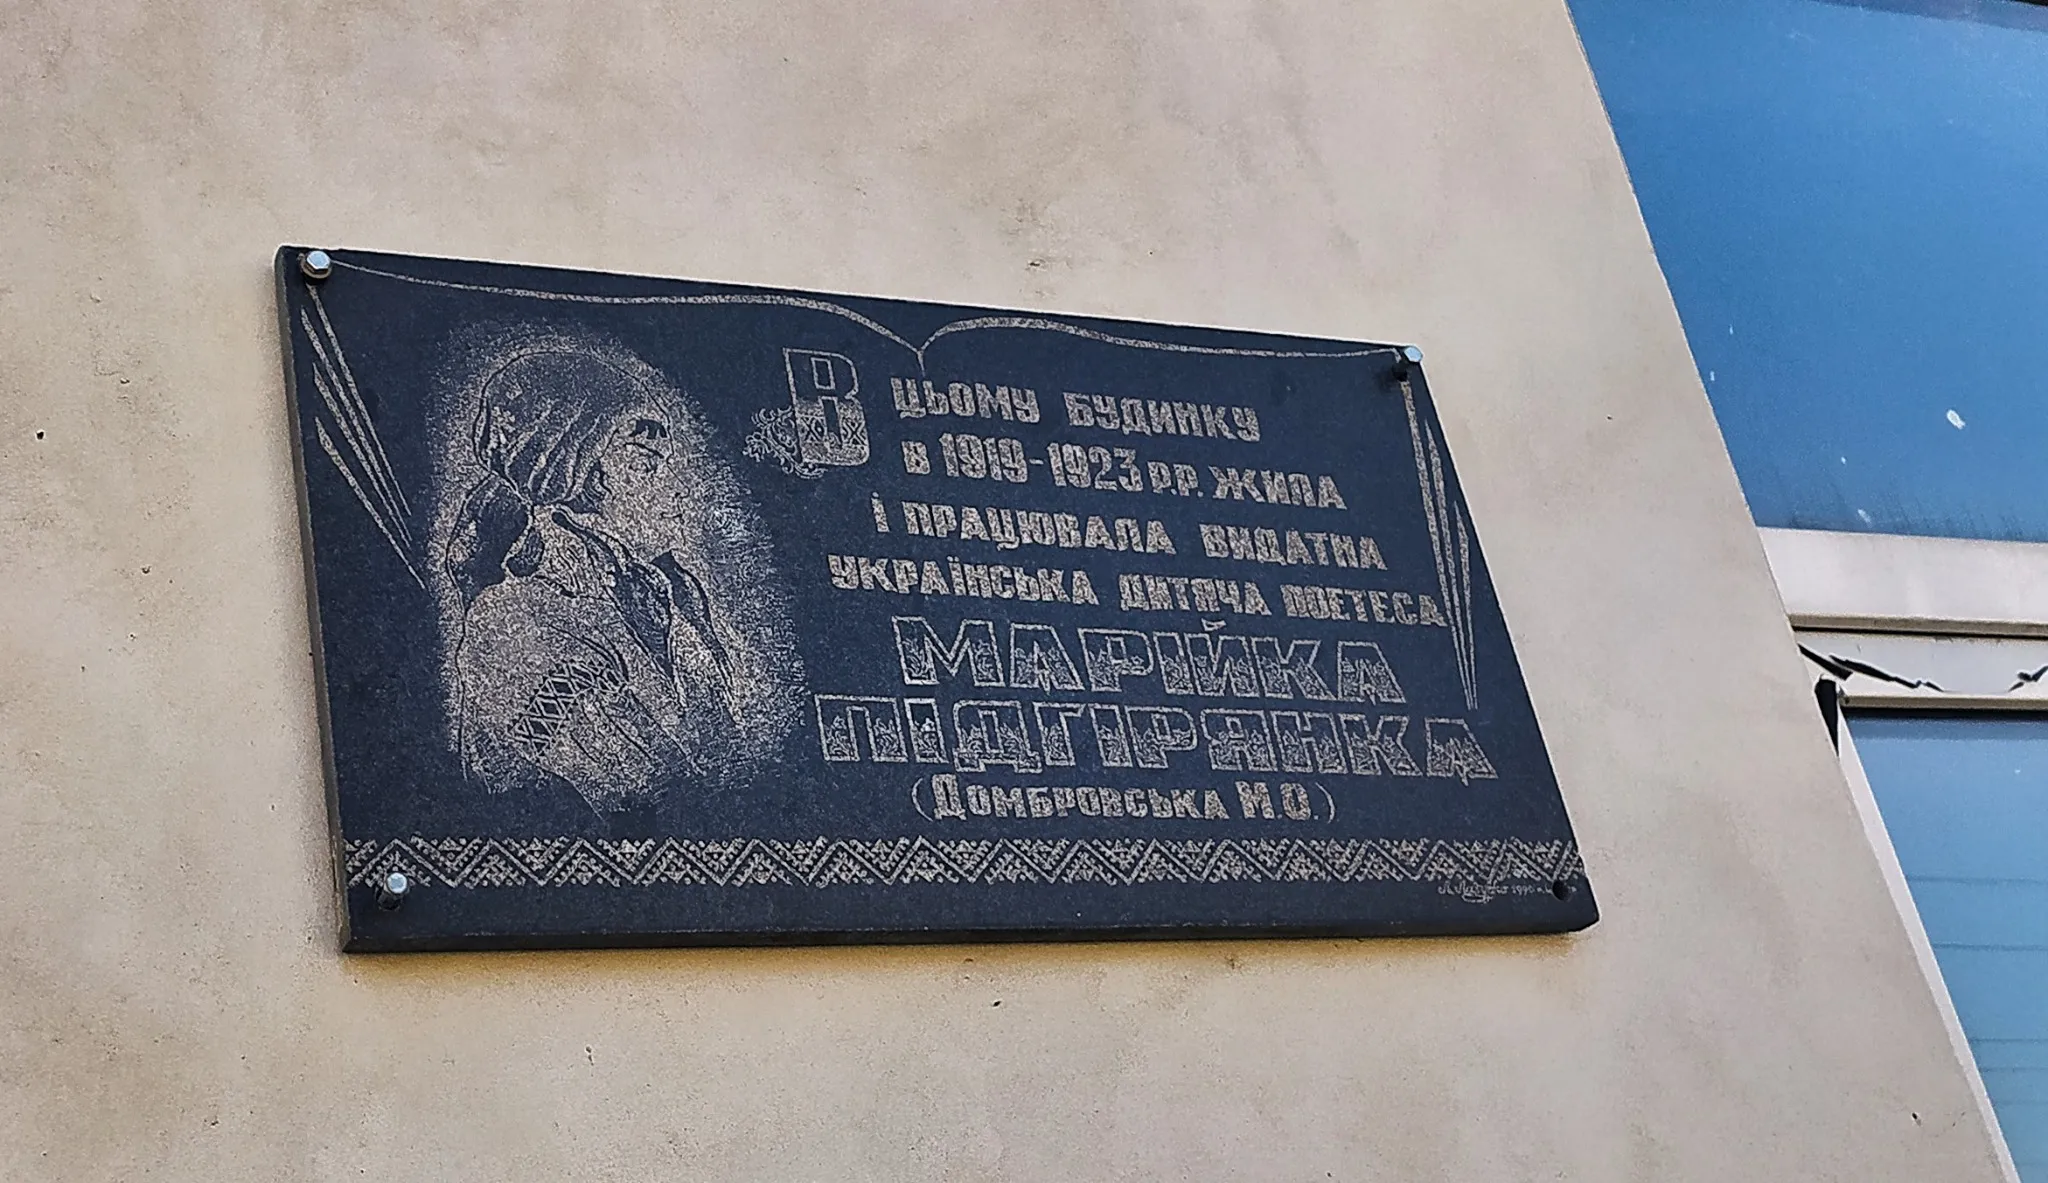 В ЦЬОМУ БУДИНКУ
В 1919-1923 Р.Р. ЖИЛА
І ПРАЦЮВАЛА ВИДАТНА
УКРАЇНСЬКА ДИТЯЧА ПОЕТЕСА
МАРІЙКА
ПІДГІРЯНКА
(ДОМБРОВСЬКА М.О.)